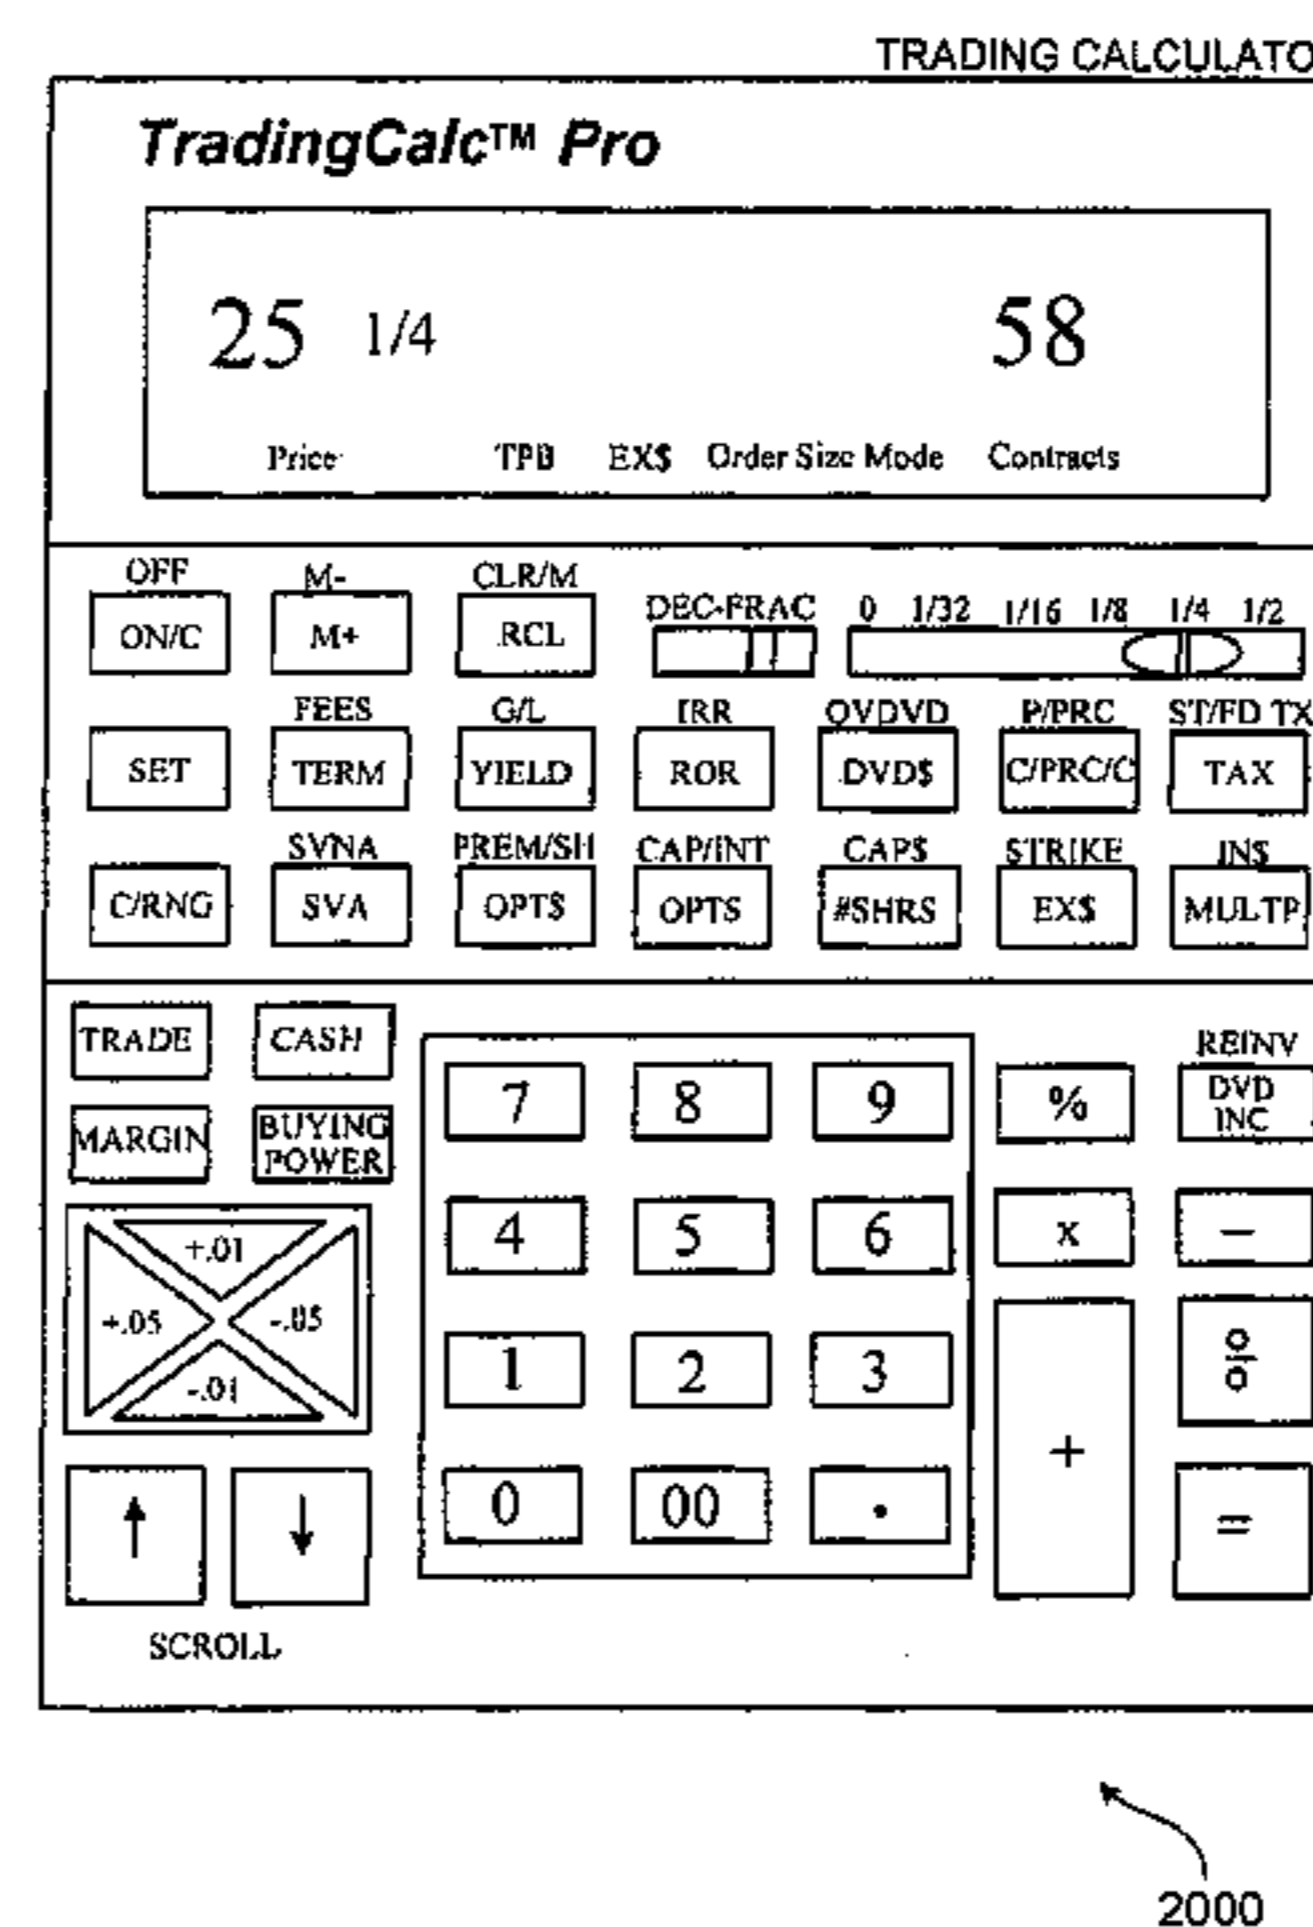 TRADING CALCULATO
TradingCalc™ Pro
25 1/4 58
Price TPB EX$ Order Size Mode Contracts
OFF M- CLR/M
DEC-FRAC 0 1/32 1/16 1/8 1/4 1/2
ON/C M+ RCL
FEES G/L IRR QVDVD P/PRC ST/FD TX
SET TERM YIELD ROR DVD$ C/PRC/C TAX
SVNA PREM/SH CAP/INT CAP$ STRIKE IN$
C/RNG SVA OPT$ OPTS #SHRS EX$ MULTP
TRADE CASH REINV
7 8 9 % DVD INC
MARGIN BUYING POWER
4 5 6 x −
+.01
+.05 -.05
-.01
1 2 3 ÷
+
0 00 . =
↑ ↓
SCROLL
2000